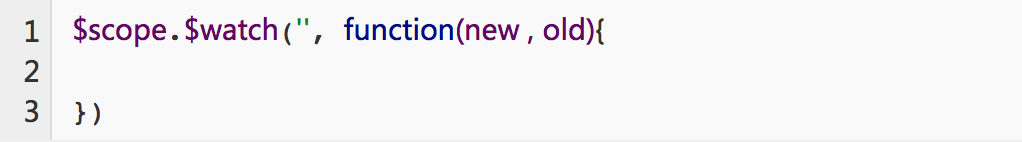 1 $scope.$watch('', function(new , old){
2
3 })